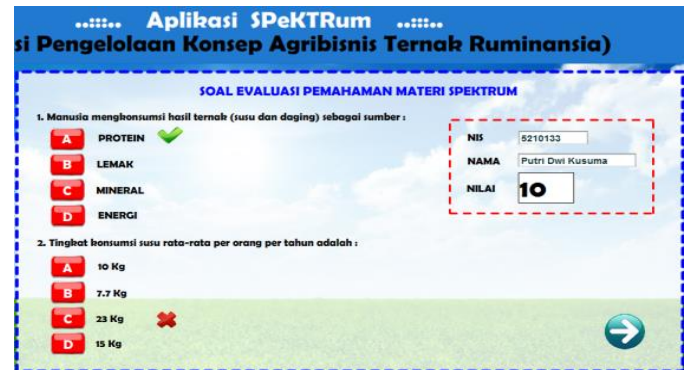 ..:::.. Aplikasi SPeKTRum ..:::..
si Pengelolaan Konsep Agribisnis Ternak Ruminansia)
SOAL EVALUASI PEMAHAMAN MATERI SPEKTRUM
1. Manusia mengkonsumsi hasil ternak (susu dan daging) sebagai sumber :
A PROTEIN
B LEMAK
C MINERAL
D ENERGI
NIS 5210133
NAMA Putri Dwi Kusuma
NILAI 10
2. Tingkat konsumsi susu rata-rata per orang per tahun adalah :
A 10 Kg
B 7.7 Kg
C 23 Kg
D 15 Kg